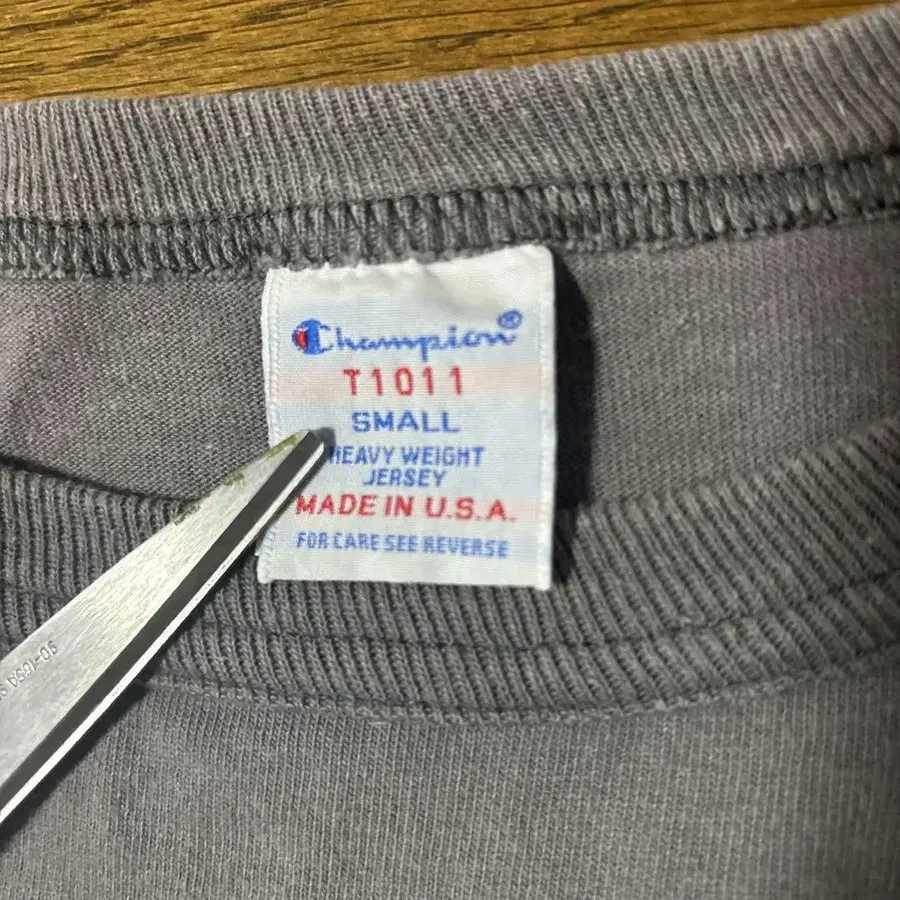 Champion®
T1011
SMALL
HEAVY WEIGHT
JERSEY
MADE IN U.S.A.
FOR CARE SEE REVERSE